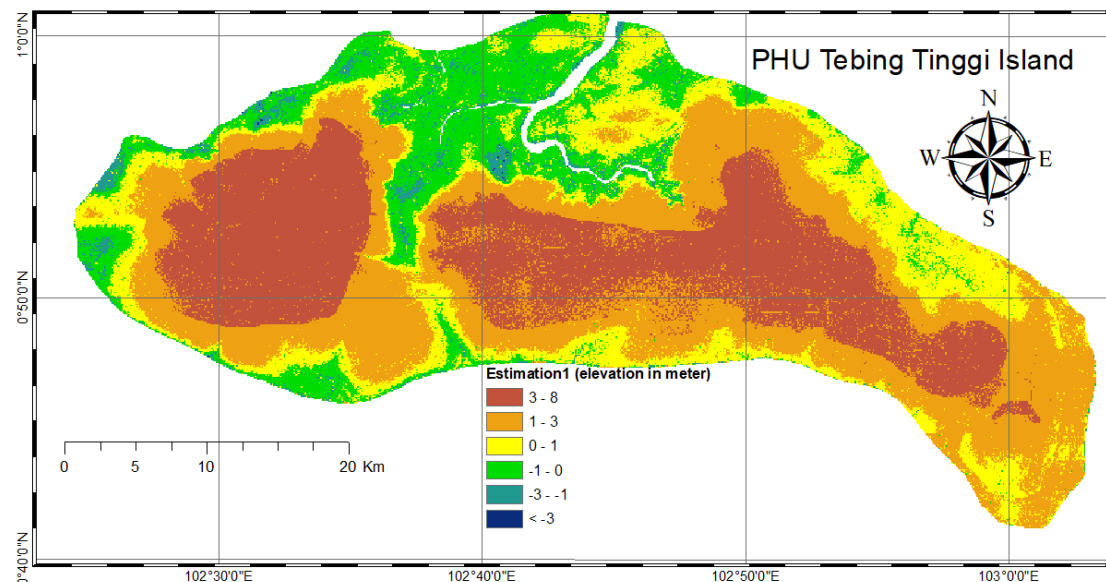 1°0'0"N
PHU Tebing Tinggi Island
N
W
E
S
0°50'0"N
Estimation1 (elevation in meter)
3 - 8
1 - 3
0 - 1
-1 - 0
-3 - -1
< -3
0 5 10 20 Km
0°40'0"N
102°30'0"E 102°40'0"E 102°50'0"E 103°0'0"E